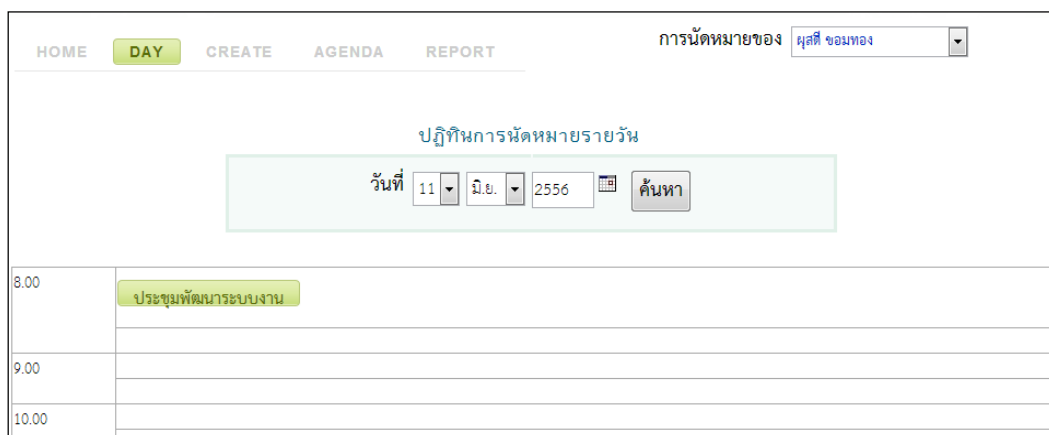 HOME DAY CREATE AGENDA REPORT การนัดหมายของ ผุสดี ขอมทอง
ปฏิทินการนัดหมายรายวัน
วันที่ 11 มิ.ย. 2556 ค้นหา
8.00 ประชุมพัฒนาระบบงาน
9.00
10.00